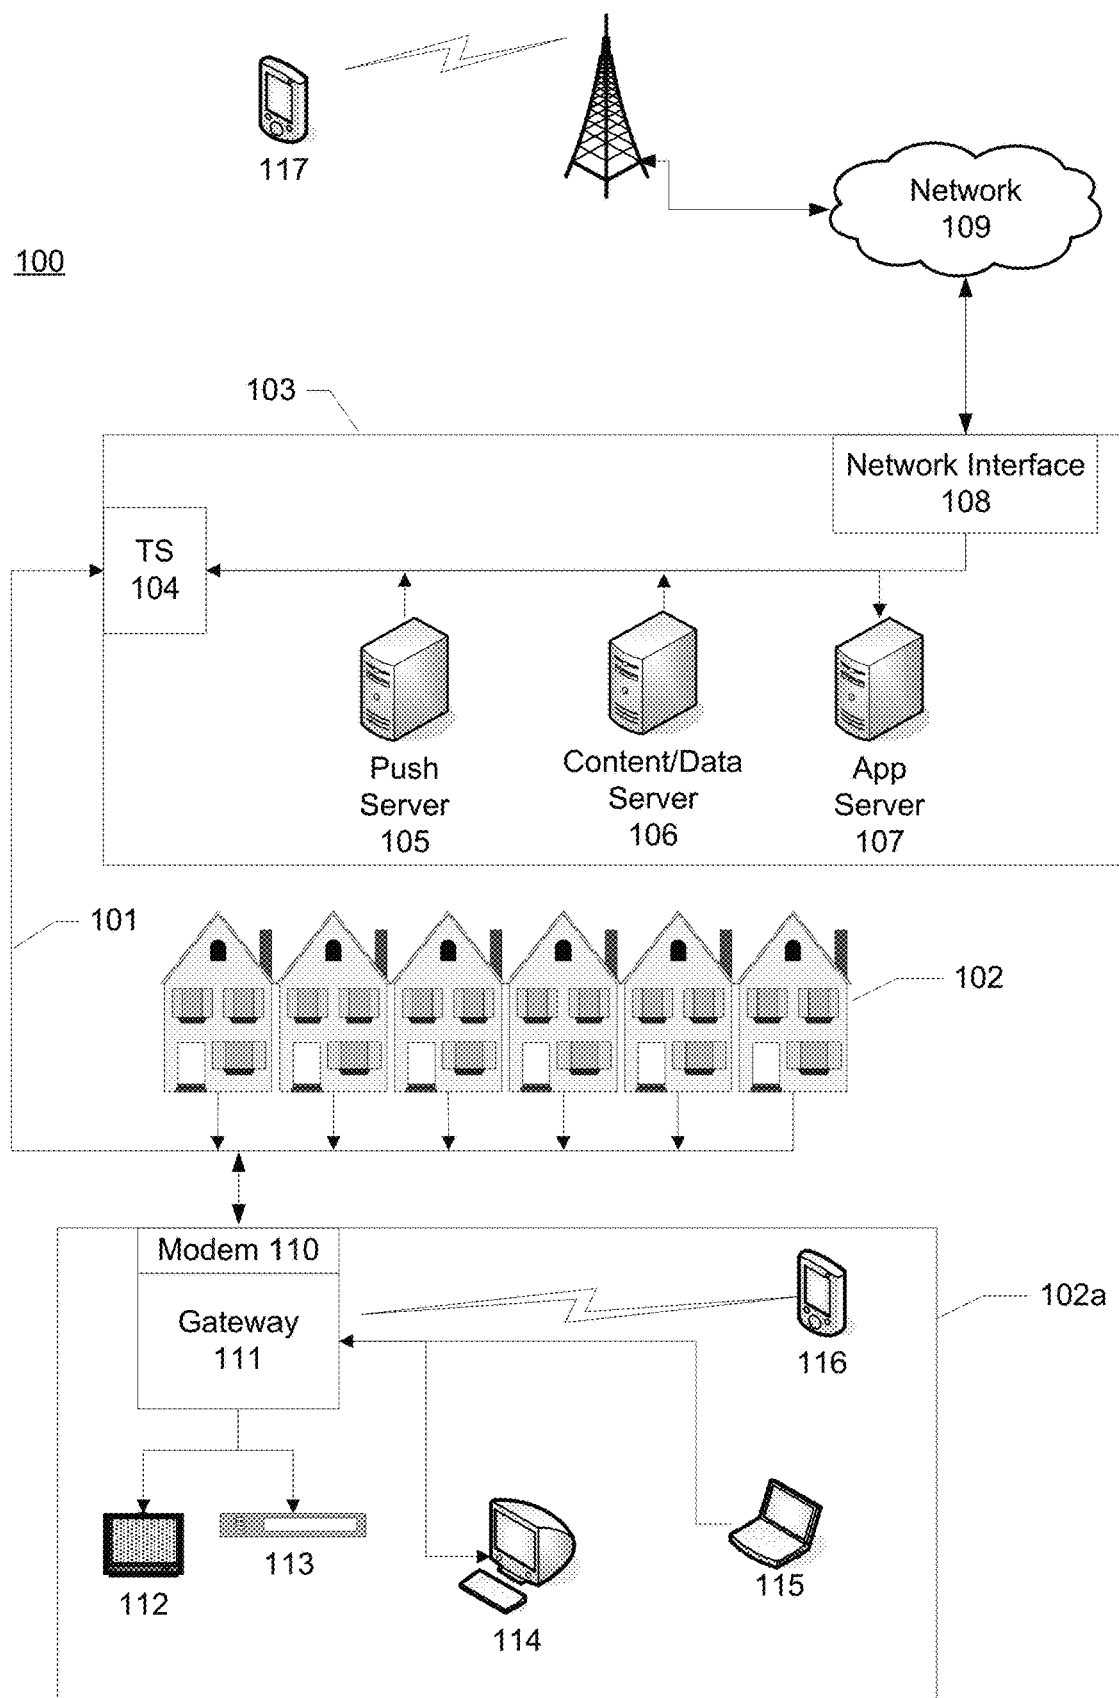 117
Network
109
100
103
Network Interface
108
TS
104
Push
Server
105
Content/Data
Server
106
App
Server
107
101
102
Modem 110
Gateway
111
102a
116
112
113
114
115